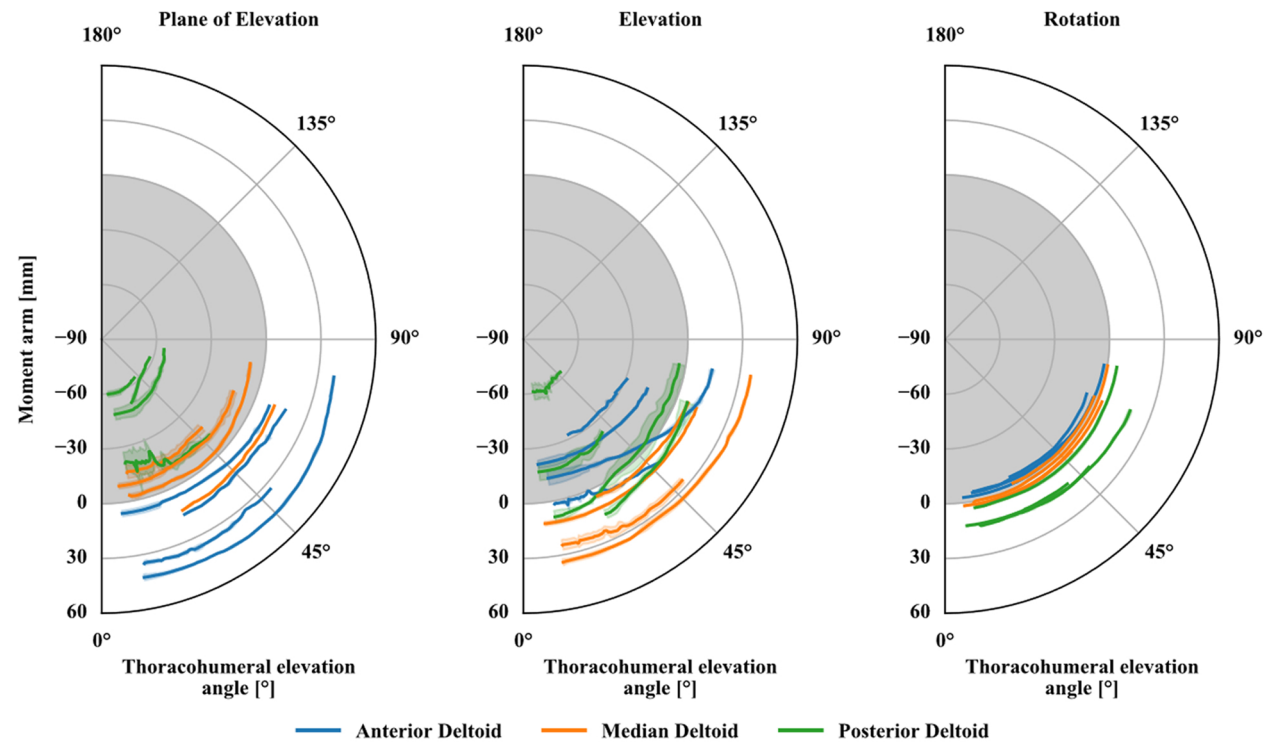 Plane of Elevation
Elevation
Rotation
180°
180°
180°
135°
135°
135°
Moment arm [mm]
−90
90°
−90
90°
−90
90°
−60
−60
−60
−30
−30
−30
0
0
0
45°
45°
45°
30
30
30
60
60
60
0°
0°
0°
Thoracohumeral elevation
angle [°]
Thoracohumeral elevation
angle [°]
Thoracohumeral elevation
angle [°]
Anterior Deltoid
Median Deltoid
Posterior Deltoid